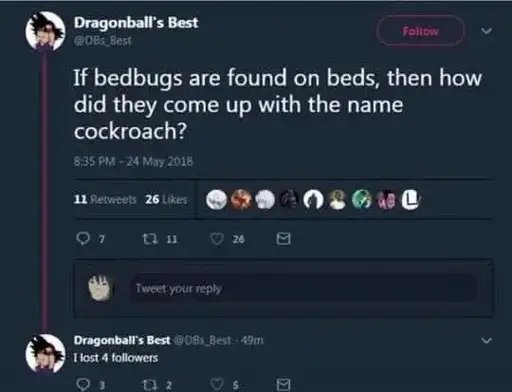 Dragonball's Best
@DBs_Best
Follow
If bedbugs are found on beds, then how
did they come up with the name
cockroach?
8:35 PM - 24 May 2018
11 Retweets 26 Likes
L
7 11 26
Tweet your reply
Dragonball's Best @DBs_Best · 49m
I lost 4 followers
3 2 5